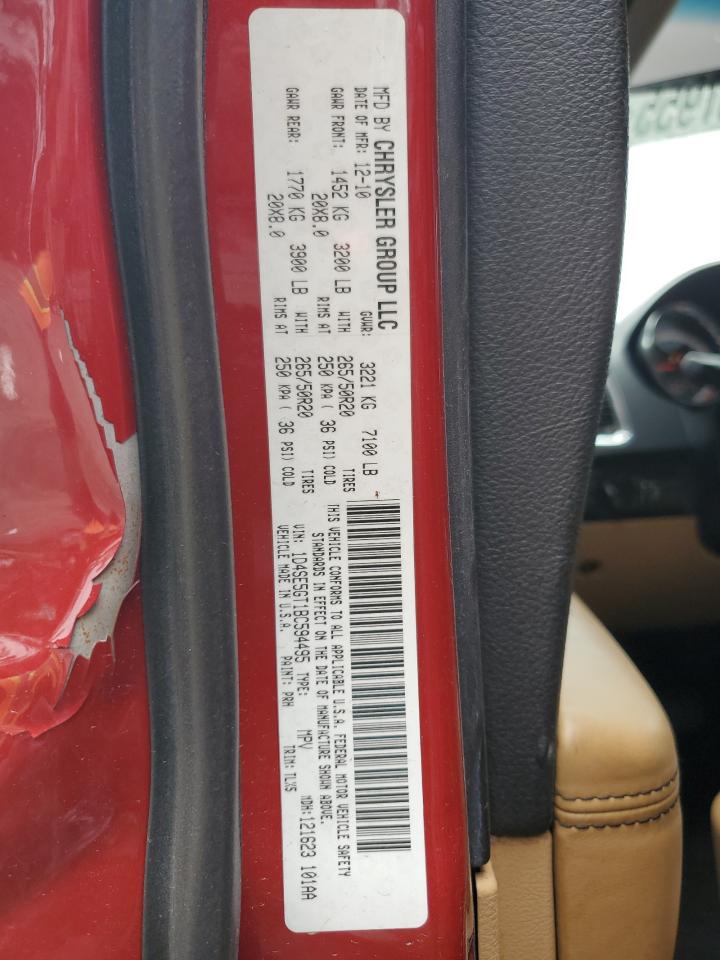 MFD BY CHRYSLER GROUP LLC
DATE OF MFR: 12-10 GVWR: 3221 KG 7100 LB
GAWR FRONT: 1452 KG 3200 LB WITH 265/50R20 TIRES
20X8.0 RIMS AT 250 KPA ( 36 PSI) COLD
GAWR REAR: 1770 KG 3900 LB WITH 265/50R20 TIRES
20X8.0 RIMS AT 250 KPA ( 36 PSI) COLD
THIS VEHICLE CONFORMS TO ALL APPLICABLE U.S.A. FEDERAL MOTOR VEHICLE SAFETY
STANDARDS IN EFFECT ON THE DATE OF MANUFACTURE SHOWN ABOVE.
VIN: 1D4SE5GT1BC594495 TYPE: MPV MDH:121623 101AA
VEHICLE MADE IN U.S.A. PAINT: PRH TRIM: TLX5